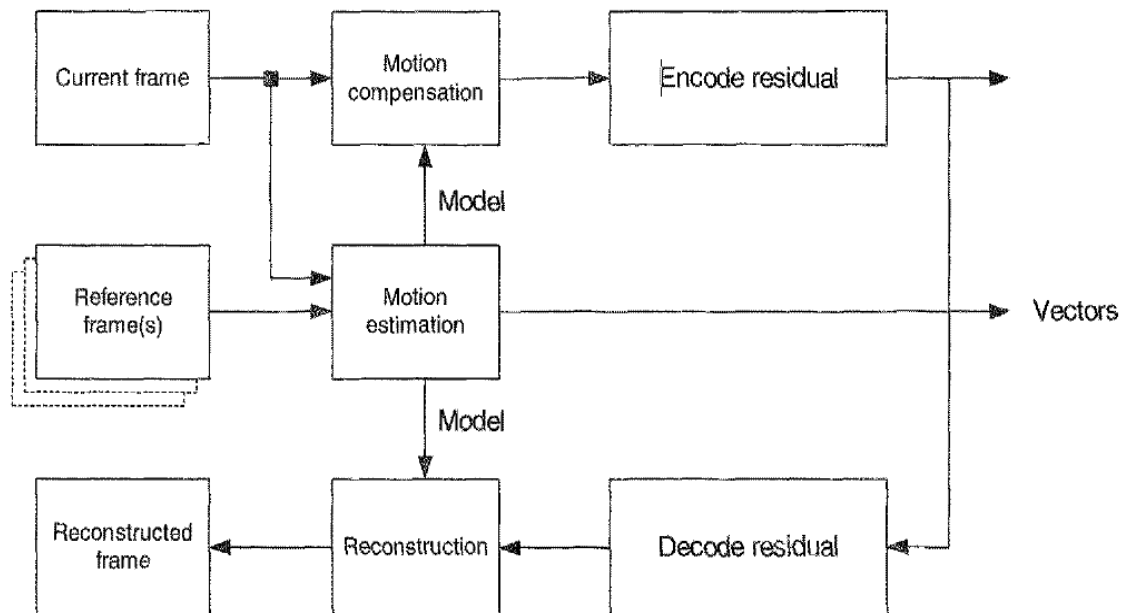 Current frame
Motion
compensation
Encode residual
Model
Reference
frame(s)
Motion
estimation
Vectors
Model
Reconstructed
frame
Reconstruction
Decode residual